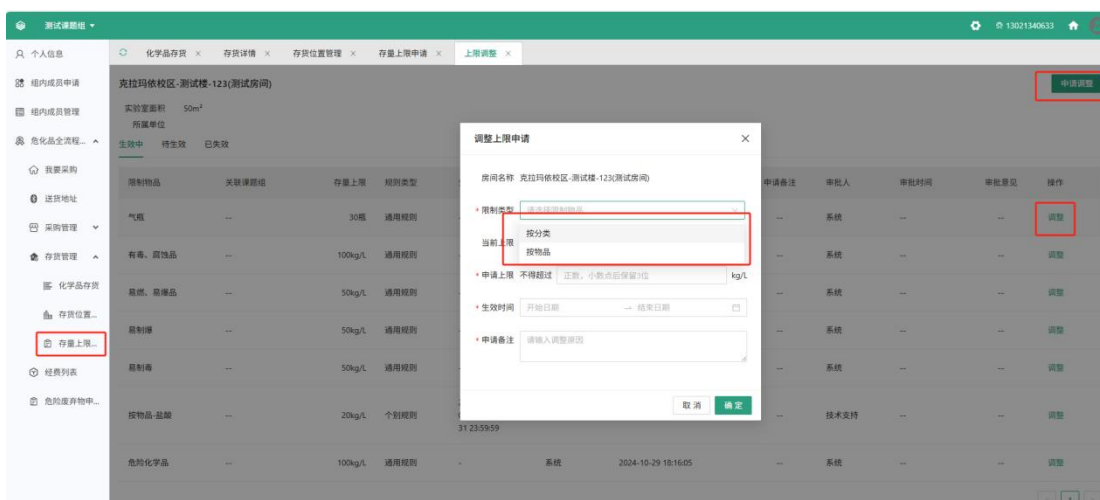 测试课题组
13021340633
个人信息
化学品存货 ×
存货详情 ×
存货位置管理 ×
存量上限申请 ×
上限调整 ×
组内成员申请
组内成员管理
危化品全流程...
我要采购
送货地址
采购管理
存货管理
化学品存货
存货位置...
存量上限...
经费列表
危险废弃物申...
克拉玛依校区-测试楼-123(测试房间)
申请调整
实验室面积 50m²
所属单位
生效中 待生效 已失效
限制物品 关联课题组 存量上限 规则类型 申请备注 审批人 审批时间 审批意见 操作
气瓶 -- 30瓶 通用规则 -- 系统 -- -- 调整
有毒、腐蚀品 -- 100kg/L 通用规则 -- 系统 -- -- 调整
易燃、易爆品 -- 50kg/L 通用规则 -- 系统 -- -- 调整
易制爆 -- 50kg/L 通用规则 -- 系统 -- -- 调整
易制毒 -- 50kg/L 通用规则 -- 系统 -- -- 调整
按物品-盐酸 -- 20kg/L 个别规则 31 23:59:59 -- 技术支持 -- -- 调整
危险化学品 -- 100kg/L 通用规则 - 系统 2024-10-29 18:16:05 -- 系统 -- -- 调整
调整上限申请
房间名称 克拉玛依校区-测试楼-123(测试房间)
* 限制类型 请选择限制物品
按分类
按物品
当前上限
* 申请上限 不得超过 正数，小数点后保留3位 kg/L
* 生效时间 开始日期 → 结束日期
* 申请备注 请输入调整原因
取 消 确 定
1